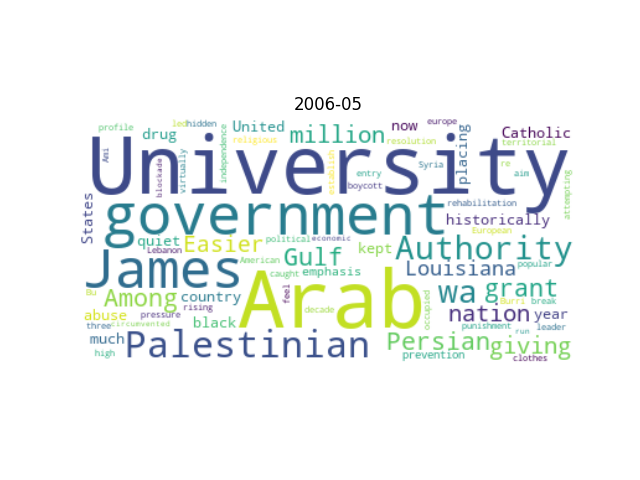 2006-05
profile led hidden
drug United million now europe Catholic
religious resolution territorial
University
Ami blockade virtually independence establish boycott entry Syria placing re aim attempting
rehabilitation
States government historically
European
quiet Easier political economic kept Authority
Lebanon American Gulf Louisiana popular
James caught emphasis
Bu Among country Arab wa grant
rising feel decade occupied Burri break
abuse pressure black nation year
three circumvented punishment leader
much Palestinian Persian giving run
high prevention clothes